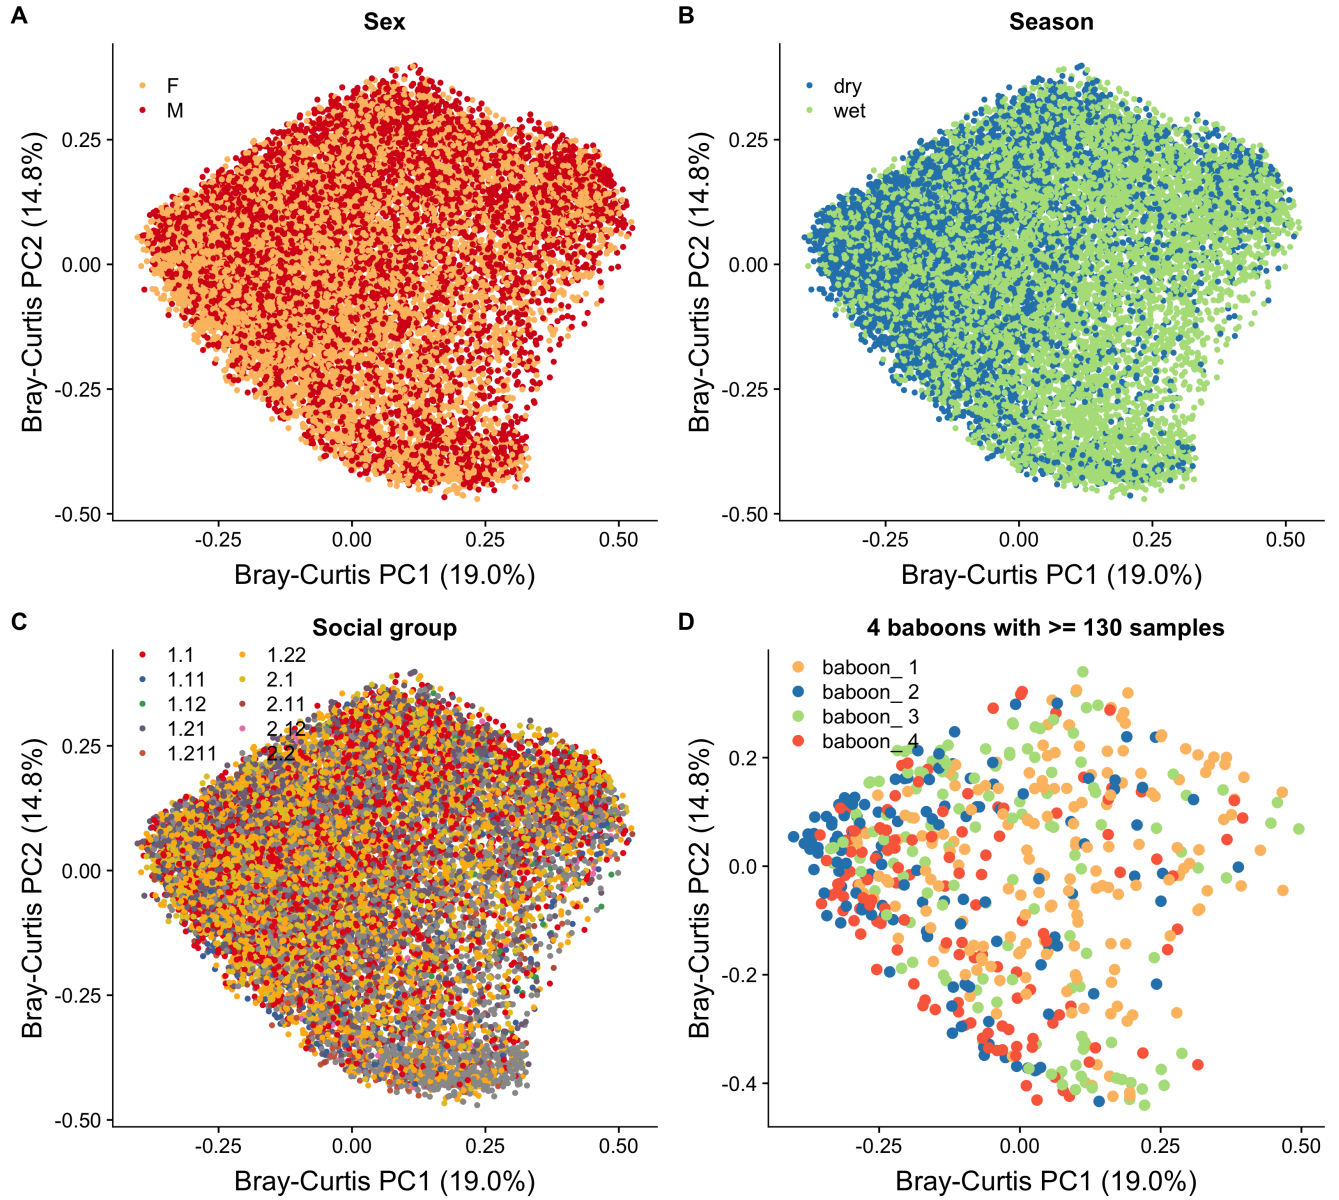 A
Sex
F
M
0.25
0.00
-0.25
-0.50
-0.25 0.00 0.25 0.50
Bray-Curtis PC1 (19.0%)
Bray-Curtis PC2 (14.8%)
B
Season
dry
wet
0.25
0.00
-0.25
-0.50
-0.25 0.00 0.25 0.50
Bray-Curtis PC1 (19.0%)
Bray-Curtis PC2 (14.8%)
C
Social group
1.1 1.22
1.11 2.1
1.12 2.11
1.21 2.12
1.211 2.2
0.25
0.00
-0.25
-0.50
-0.25 0.00 0.25 0.50
Bray-Curtis PC1 (19.0%)
Bray-Curtis PC2 (14.8%)
D
4 baboons with >= 130 samples
baboon_ 1
baboon_ 2
baboon_ 3
baboon_ 4
0.2
0.0
-0.2
-0.4
-0.25 0.00 0.25 0.50
Bray-Curtis PC1 (19.0%)
Bray-Curtis PC2 (14.8%)